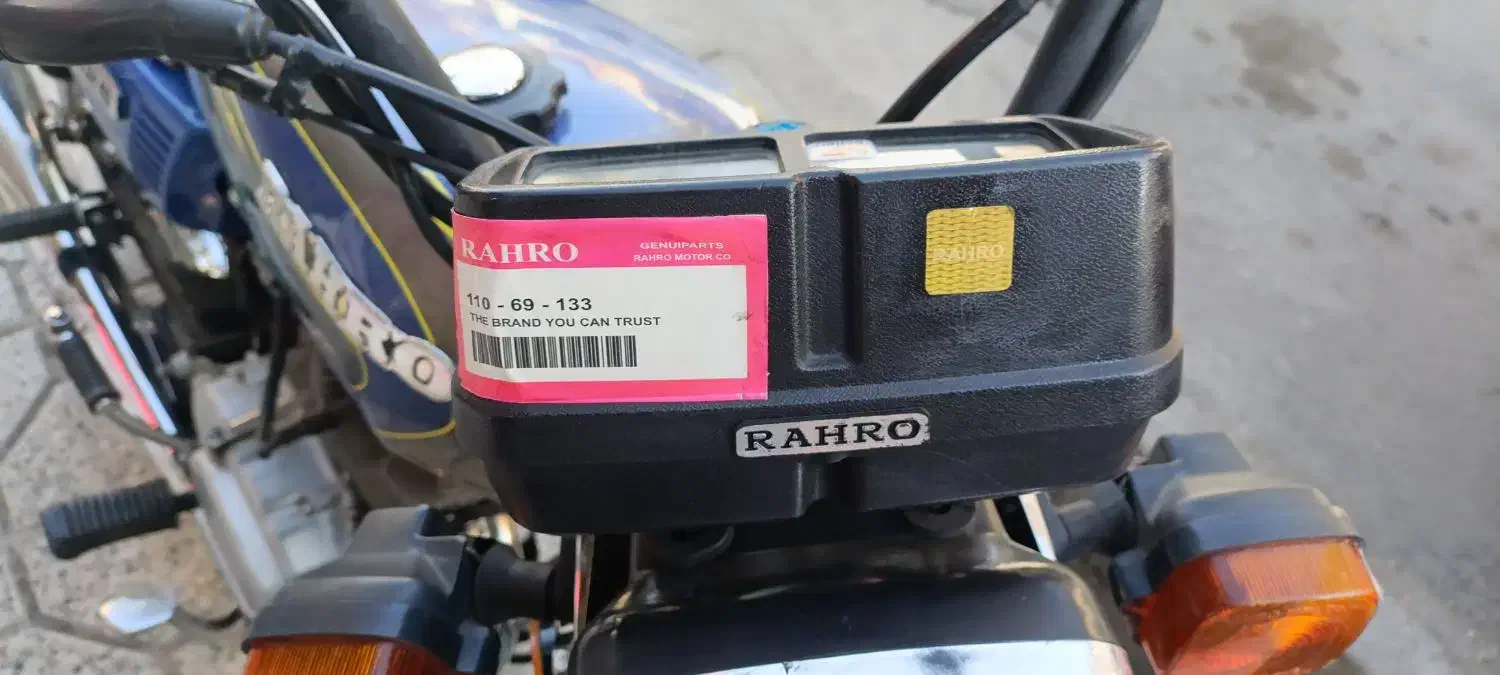 RAHRO
GENUIPARTS
RAHRO MOTOR CO
110 - 69 - 133
THE BRAND YOU CAN TRUST
RAHRO
RAHRO